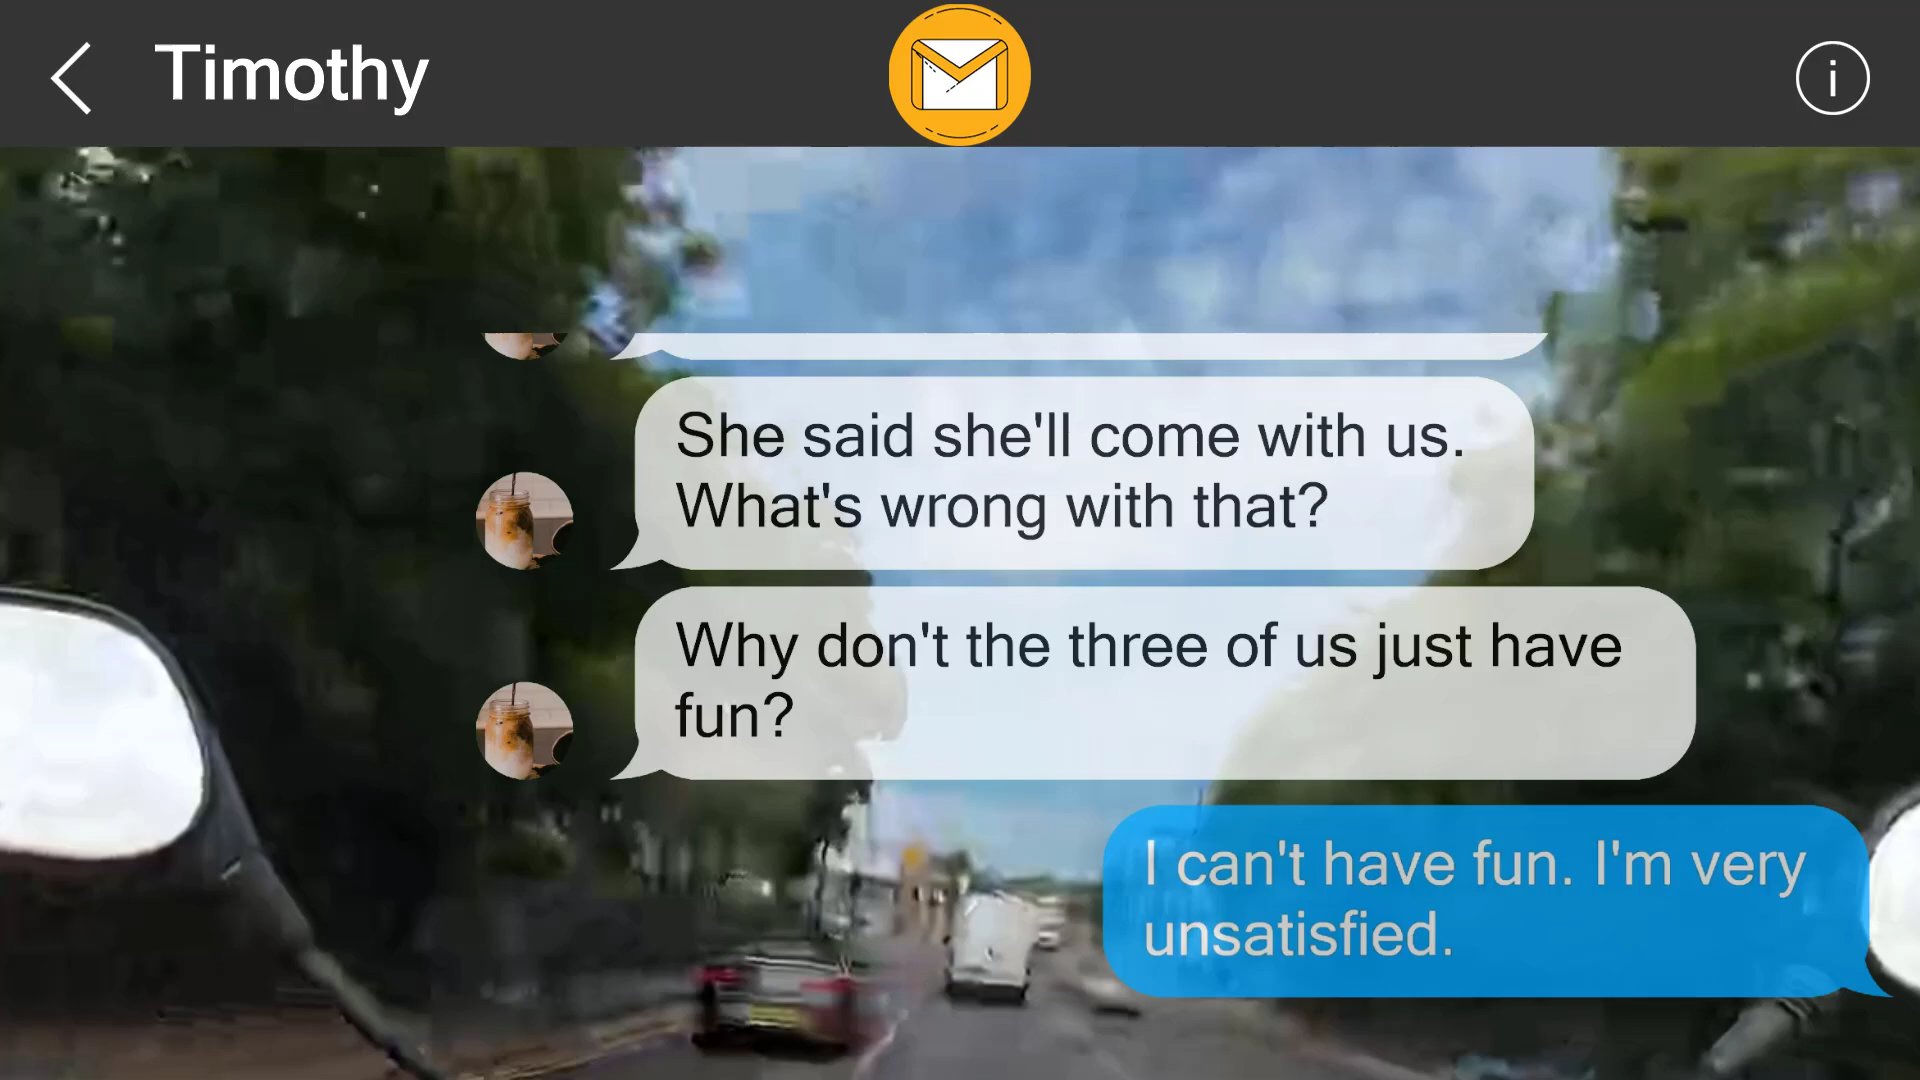 Timothy
i
She said she'll come with us.
What's wrong with that?
Why don't the three of us just have
fun?
I can't have fun. I'm very
unsatisfied.